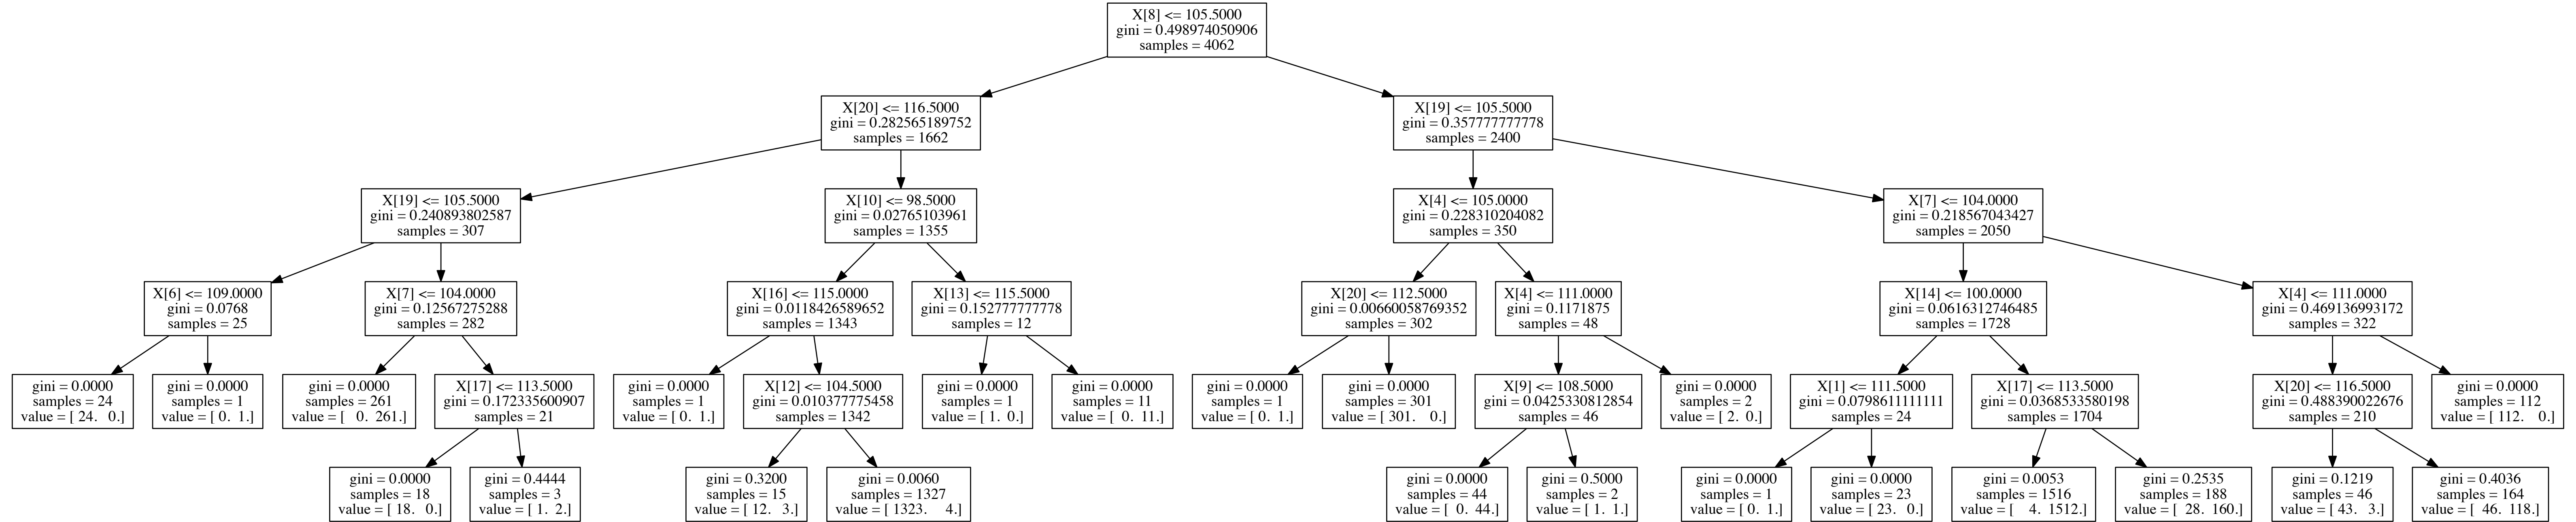 X[8] <= 105.5000
gini = 0.498974050906
samples = 4062
X[20] <= 116.5000
gini = 0.282565189752
samples = 1662
X[19] <= 105.5000
gini = 0.357777777778
samples = 2400
X[19] <= 105.5000
gini = 0.240893802587
samples = 307
X[10] <= 98.5000
gini = 0.02765103961
samples = 1355
X[4] <= 105.0000
gini = 0.228310204082
samples = 350
X[7] <= 104.0000
gini = 0.218567043427
samples = 2050
X[6] <= 109.0000
gini = 0.0768
samples = 25
X[7] <= 104.0000
gini = 0.12567275288
samples = 282
X[16] <= 115.0000
gini = 0.0118426589652
samples = 1343
X[13] <= 115.5000
gini = 0.152777777778
samples = 12
X[20] <= 112.5000
gini = 0.00660058769352
samples = 302
X[4] <= 111.0000
gini = 0.1171875
samples = 48
X[14] <= 100.0000
gini = 0.0616312746485
samples = 1728
X[4] <= 111.0000
gini = 0.469136993172
samples = 322
gini = 0.0000
samples = 24
value = [ 24.   0.]
gini = 0.0000
samples = 1
value = [ 0.  1.]
gini = 0.0000
samples = 261
value = [   0.  261.]
X[17] <= 113.5000
gini = 0.172335600907
samples = 21
gini = 0.0000
samples = 1
value = [ 0.  1.]
X[12] <= 104.5000
gini = 0.010377775458
samples = 1342
gini = 0.0000
samples = 1
value = [ 1.  0.]
gini = 0.0000
samples = 11
value = [  0.  11.]
gini = 0.0000
samples = 1
value = [ 0.  1.]
gini = 0.0000
samples = 301
value = [ 301.    0.]
X[9] <= 108.5000
gini = 0.0425330812854
samples = 46
gini = 0.0000
samples = 2
value = [ 2.  0.]
X[1] <= 111.5000
gini = 0.0798611111111
samples = 24
X[17] <= 113.5000
gini = 0.0368533580198
samples = 1704
X[20] <= 116.5000
gini = 0.488390022676
samples = 210
gini = 0.0000
samples = 112
value = [ 112.    0.]
gini = 0.0000
samples = 18
value = [ 18.   0.]
gini = 0.4444
samples = 3
value = [ 1.  2.]
gini = 0.3200
samples = 15
value = [ 12.   3.]
gini = 0.0060
samples = 1327
value = [ 1323.     4.]
gini = 0.0000
samples = 44
value = [  0.  44.]
gini = 0.5000
samples = 2
value = [ 1.  1.]
gini = 0.0000
samples = 1
value = [ 0.  1.]
gini = 0.0000
samples = 23
value = [ 23.   0.]
gini = 0.0053
samples = 1516
value = [    4.  1512.]
gini = 0.2535
samples = 188
value = [  28.  160.]
gini = 0.1219
samples = 46
value = [ 43.   3.]
gini = 0.4036
samples = 164
value = [  46.  118.]